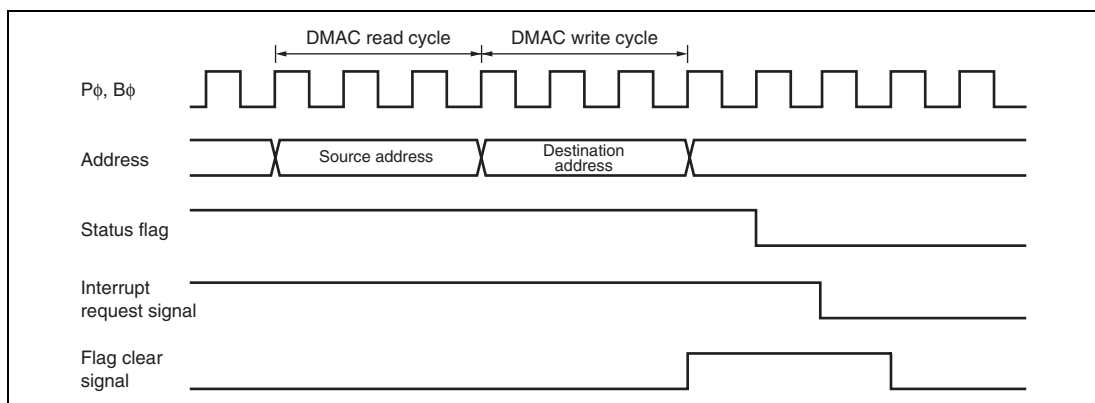 DMAC read cycle DMAC write cycle
Pϕ, Bϕ
Address Source address Destination
address
Status flag
Interrupt
request signal
Flag clear
signal